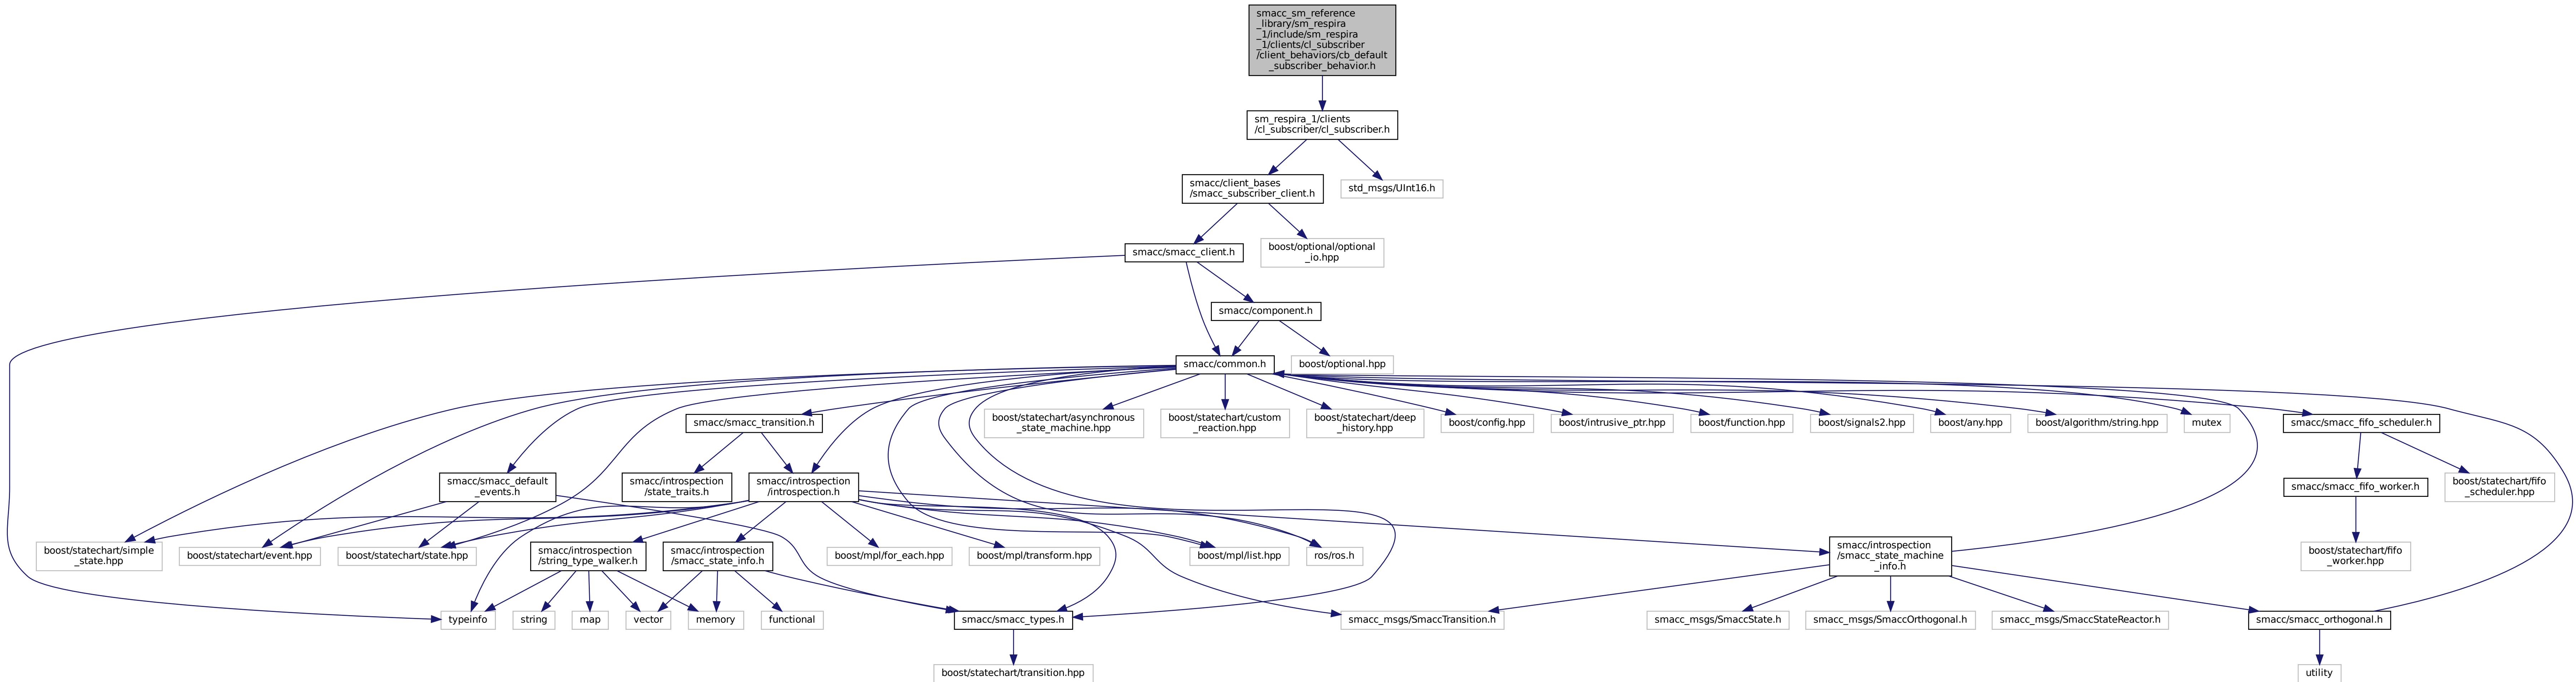 smacc_sm_reference
_library/sm_respira
_1/include/sm_respira
_1/clients/cl_subscriber
/client_behaviors/cb_default
_subscriber_behavior.h
sm_respira_1/clients
/cl_subscriber/cl_subscriber.h
smacc/client_bases
/smacc_subscriber_client.h
std_msgs/UInt16.h
smacc/smacc_client.h
boost/optional/optional
_io.hpp
smacc/component.h
smacc/common.h
boost/optional.hpp
smacc/smacc_transition.h
boost/statechart/asynchronous
_state_machine.hpp
boost/statechart/custom
_reaction.hpp
boost/statechart/deep
_history.hpp
boost/config.hpp
boost/intrusive_ptr.hpp
boost/function.hpp
boost/signals2.hpp
boost/any.hpp
boost/algorithm/string.hpp
mutex
smacc/smacc_fifo_scheduler.h
smacc/smacc_default
_events.h
smacc/introspection
/state_traits.h
smacc/introspection
/introspection.h
smacc/smacc_fifo_worker.h
boost/statechart/fifo
_scheduler.hpp
boost/statechart/simple
_state.hpp
boost/statechart/event.hpp
boost/statechart/state.hpp
smacc/introspection
/string_type_walker.h
smacc/introspection
/smacc_state_info.h
boost/mpl/for_each.hpp
boost/mpl/transform.hpp
boost/mpl/list.hpp
ros/ros.h
smacc/introspection
/smacc_state_machine
_info.h
boost/statechart/fifo
_worker.hpp
typeinfo
string
map
vector
memory
functional
smacc/smacc_types.h
smacc_msgs/SmaccTransition.h
smacc_msgs/SmaccState.h
smacc_msgs/SmaccOrthogonal.h
smacc_msgs/SmaccStateReactor.h
smacc/smacc_orthogonal.h
boost/statechart/transition.hpp
utility